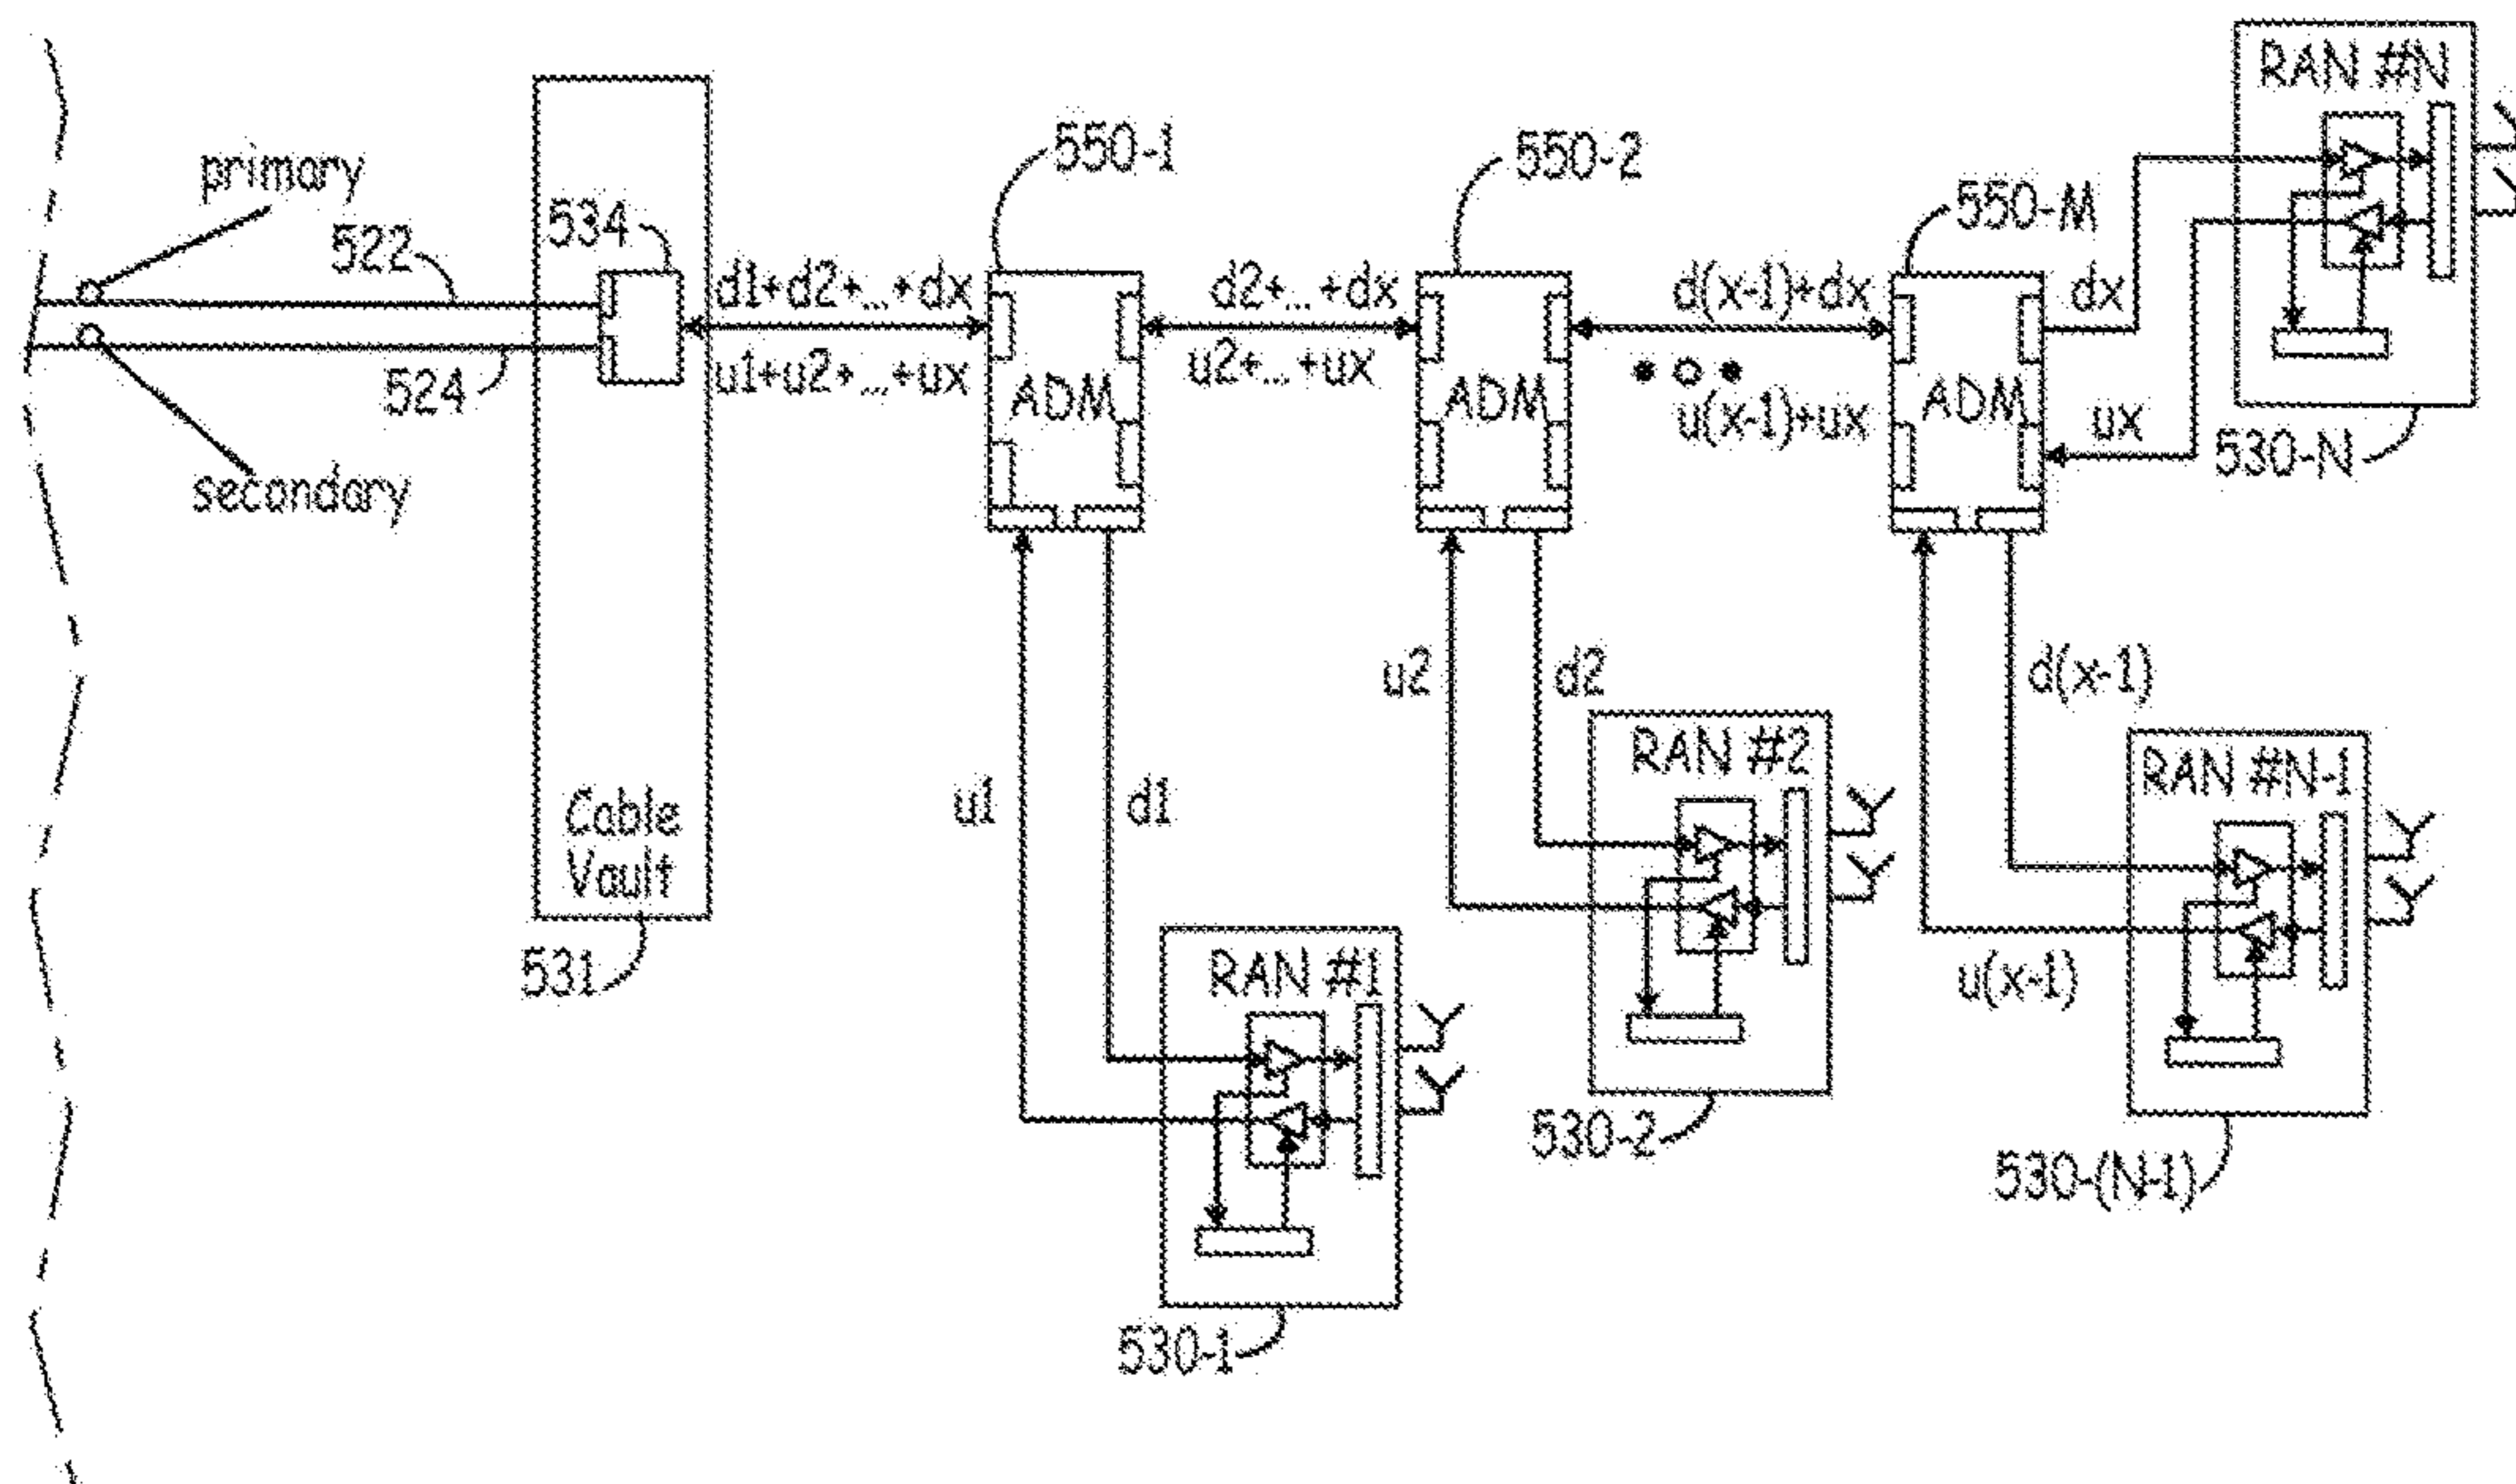 primary
522
secondary
524
534
Cable
Vault
531
d1+d2+...+dx
u1+u2+...+ux
550-1
ADM
d2+...+dx
u2+...+ux
550-2
ADM
d(x-1)+dx
u(x-1)+ux
550-M
ADM
dx
ux
RAN #N
530-N
u1
d1
RAN #1
530-1
u2
d2
RAN #2
530-2
d(x-1)
u(x-1)
RAN #N-1
530-(N-1)